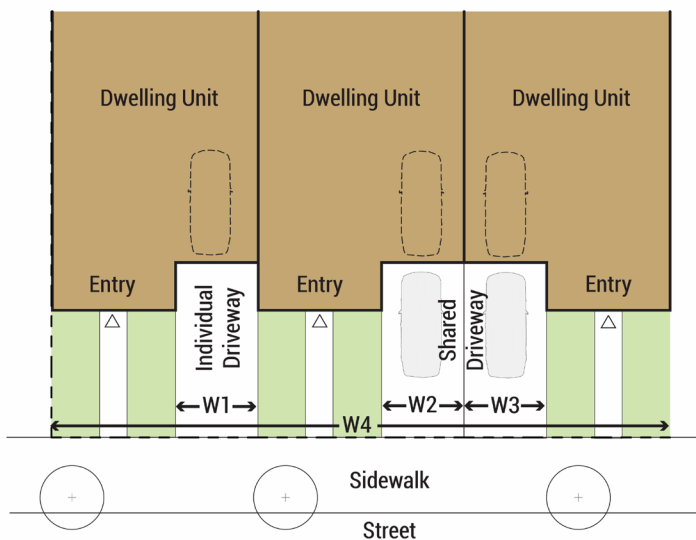 Dwelling Unit
Dwelling Unit
Dwelling Unit
Entry
Entry
Entry
Individual
Driveway
Shared
Driveway
W1
W2
W3
W4
Sidewalk
Street